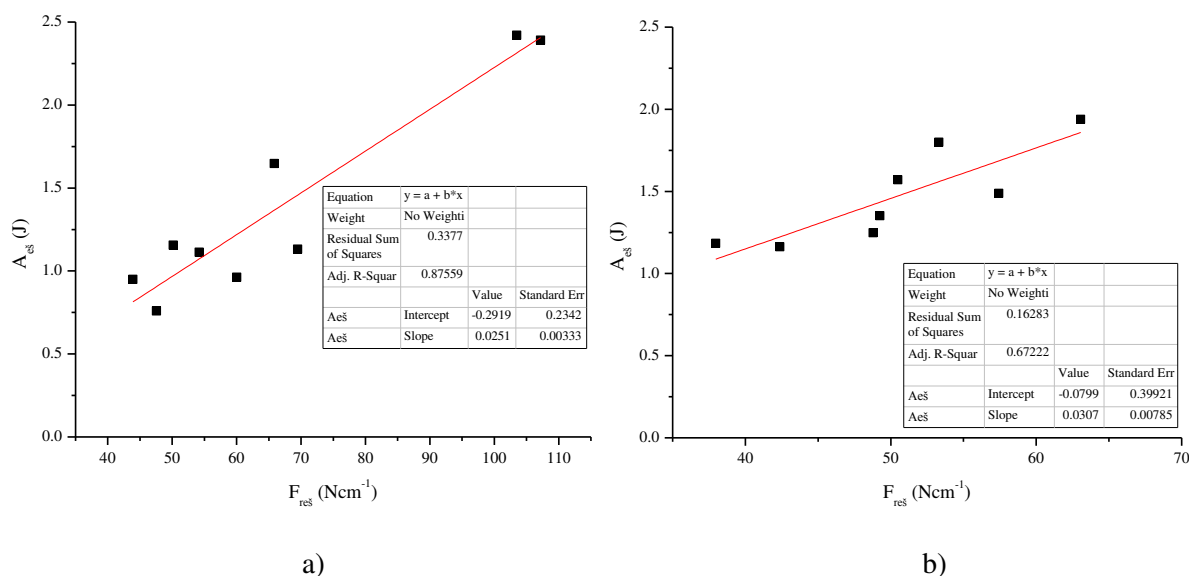 2.5
2.0
1.5
1.0
0.5
0.0
A_eš (J)
40 50 60 70 80 90 100 110
F_reš (Ncm⁻¹)
Equation y = a + b*x
Weight No Weighti
Residual Sum of Squares 0.3377
Adj. R-Squar 0.87559
Value Standard Err
Aeš Intercept -0.2919 0.2342
Aeš Slope 0.0251 0.00333
a)
2.5
2.0
1.5
1.0
0.5
0.0
A_eš (J)
40 50 60 70
F_reš (Ncm⁻¹)
Equation y = a + b*x
Weight No Weighti
Residual Sum of Squares 0.16283
Adj. R-Squar 0.67222
Value Standard Err
Aeš Intercept -0.0799 0.39921
Aeš Slope 0.0307 0.00785
b)